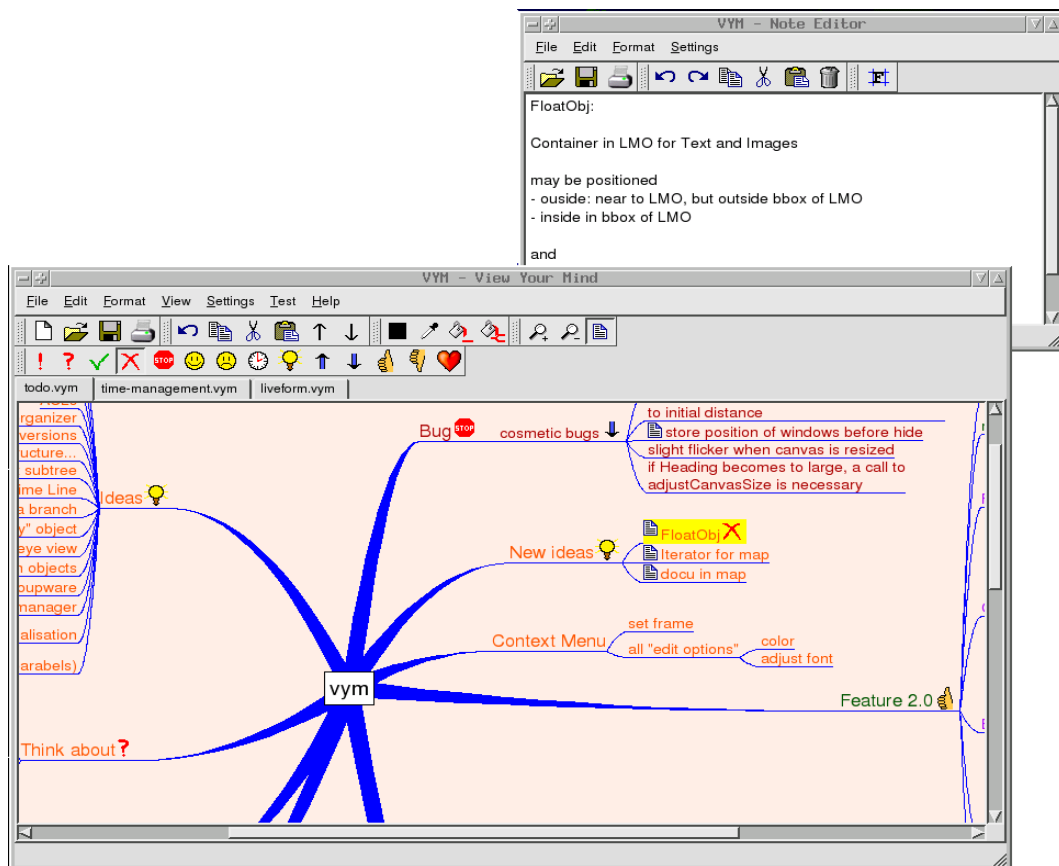 VYM - Note Editor
File Edit Format Settings
FloatObj:
Container in LMO for Text and Images
may be positioned
- ouside: near to LMO, but outside bbox of LMO
- inside in bbox of LMO
and
VYM - View Your Mind
File Edit Format View Settings Test Help
STOP
todo.vym time-management.vym liveform.vym
rganizer
versions
ucture...
subtree
ime Line
a branch
y" object
eye view
n objects
oupware
manager
alisation
arabels)
Ideas
Think about ?
vym
Bug STOP
cosmetic bugs
to initial distance
store position of windows before hide
slight flicker when canvas is resized
if Heading becomes to large, a call to
adjustCanvasSize is necessary
New ideas
FloatObj
Iterator for map
docu in map
Context Menu
set frame
all "edit options"
color
adjust font
Feature 2.0